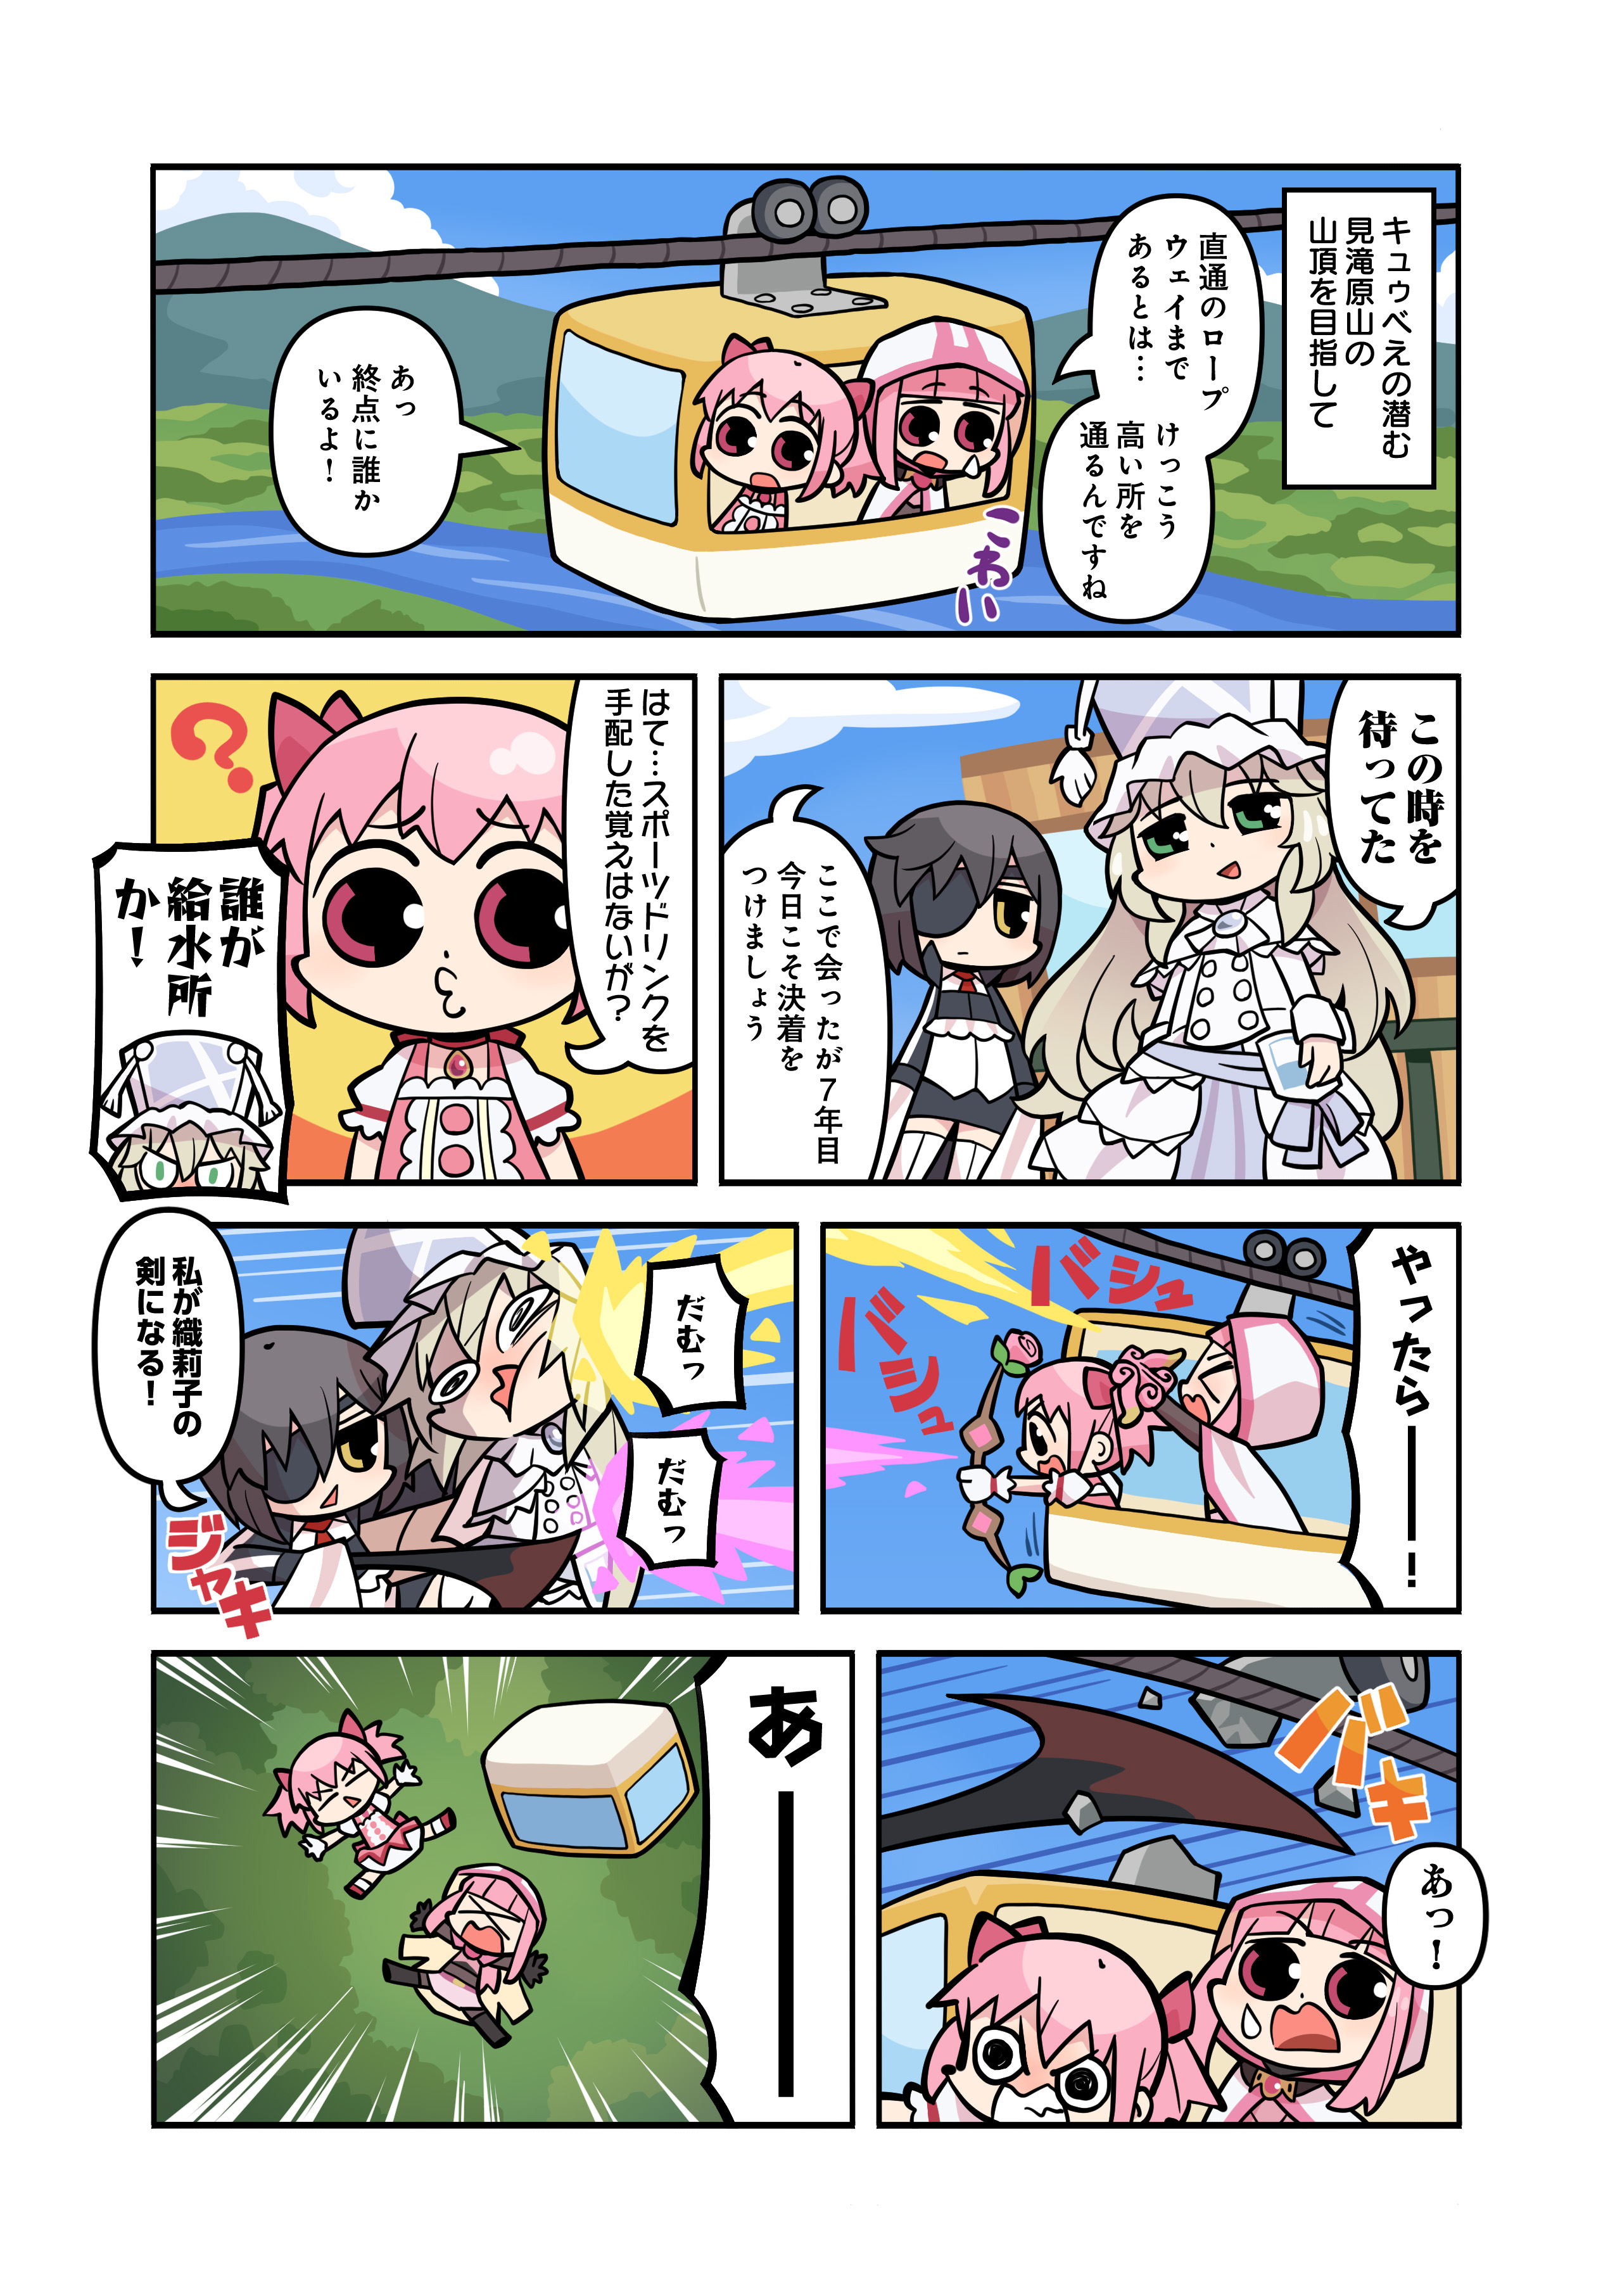 キュゥべえの潜む
見滝原山の
山頂を目指して
直通のロープ
ウェイまで
あるとは…
けっこう
高い所を
通るんですね
こわい
あっ
終点に誰か
いるよ！
この時を
待ってた
ここで会ったが７年目
今日こそ決着を
つけましょう
はて…スポーツドリンクを
手配した覚えはないが？
？
誰が
給水所
か！
やったら――！
バシュ
バシュ
だむっ
だむっ
私が織莉子の
剣になる！
ジャキ
バキ
あっ！
あ――